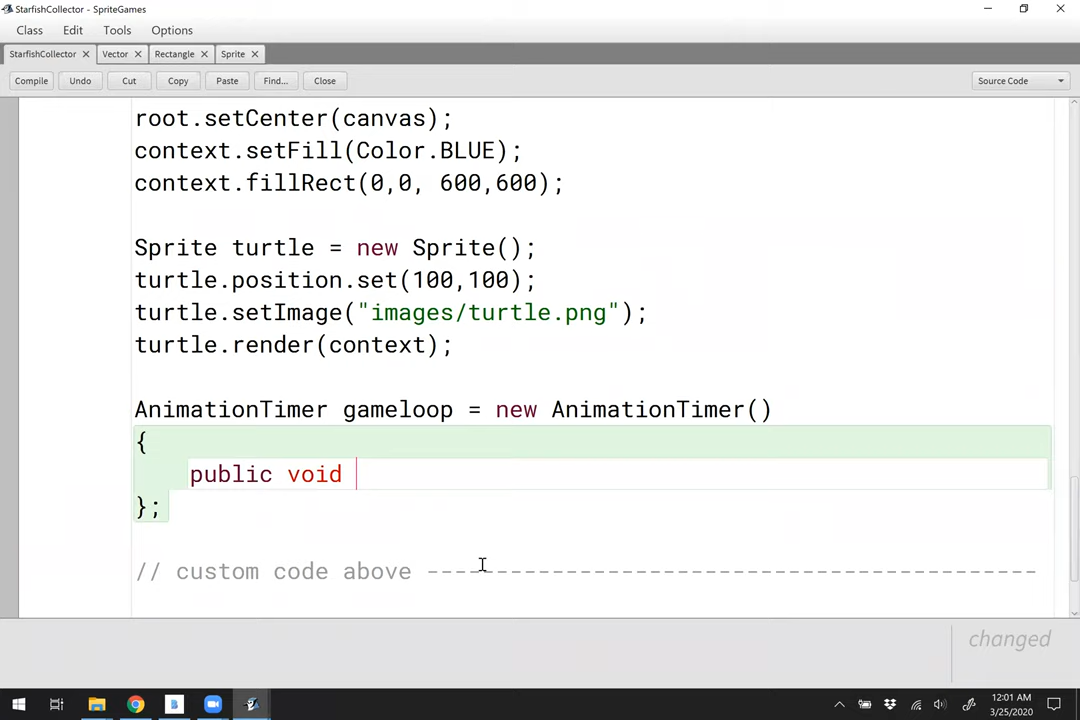 StarfishCollector - SpriteGames
Class Edit Tools Options
StarfishCollector Vector Rectangle Sprite
Compile Undo Cut Copy Paste Find... Close Source Code
root.setCenter(canvas);
context.setFill(Color.BLUE);
context.fillRect(0,0, 600,600);
Sprite turtle = new Sprite();
turtle.position.set(100,100);
turtle.setImage("images/turtle.png");
turtle.render(context);
AnimationTimer gameloop = new AnimationTimer()
{
public void
};
// custom code above --------------------------------------------
changed
12:01 AM
3/25/2020